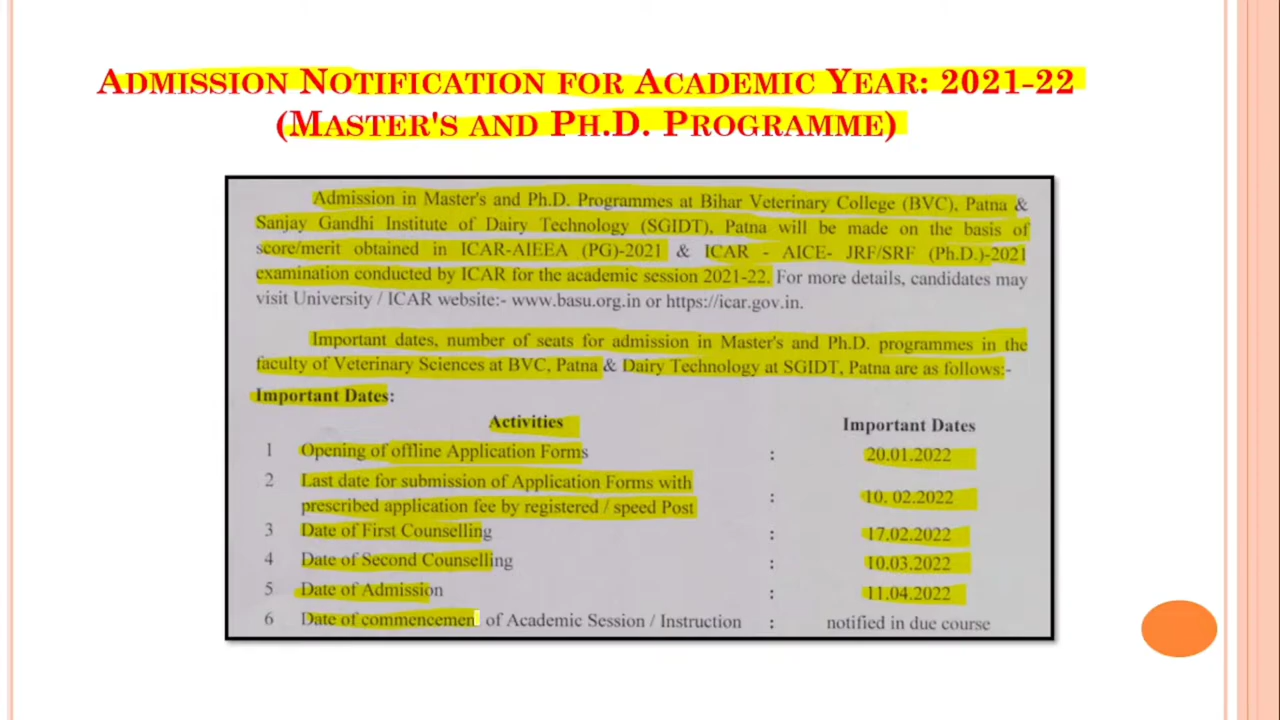 ADMISSION NOTIFICATION FOR ACADEMIC YEAR: 2021-22
(MASTER'S AND PH.D. PROGRAMME)
Admission in Master's and Ph.D. Programmes at Bihar Veterinary College (BVC), Patna &
Sanjay Gandhi Institute of Dairy Technology (SGIDT), Patna will be made on the basis of
score/merit obtained in ICAR-AIEEA (PG)-2021 & ICAR - AICE- JRF/SRF (Ph.D.)-2021
examination conducted by ICAR for the academic session 2021-22. For more details, candidates may
visit University / ICAR website:- www.basu.org.in or https://icar.gov.in.
Important dates, number of seats for admission in Master's and Ph.D. programmes in the
faculty of Veterinary Sciences at BVC, Patna & Dairy Technology at SGIDT, Patna are as follows:-
Important Dates:
Activities Important Dates
1 Opening of offline Application Forms : 20.01.2022
2 Last date for submission of Application Forms with
prescribed application fee by registered / speed Post : 10. 02.2022
3 Date of First Counselling : 17.02.2022
4 Date of Second Counselling : 10.03.2022
5 Date of Admission : 11.04.2022
6 Date of commencemen of Academic Session / Instruction : notified in due course